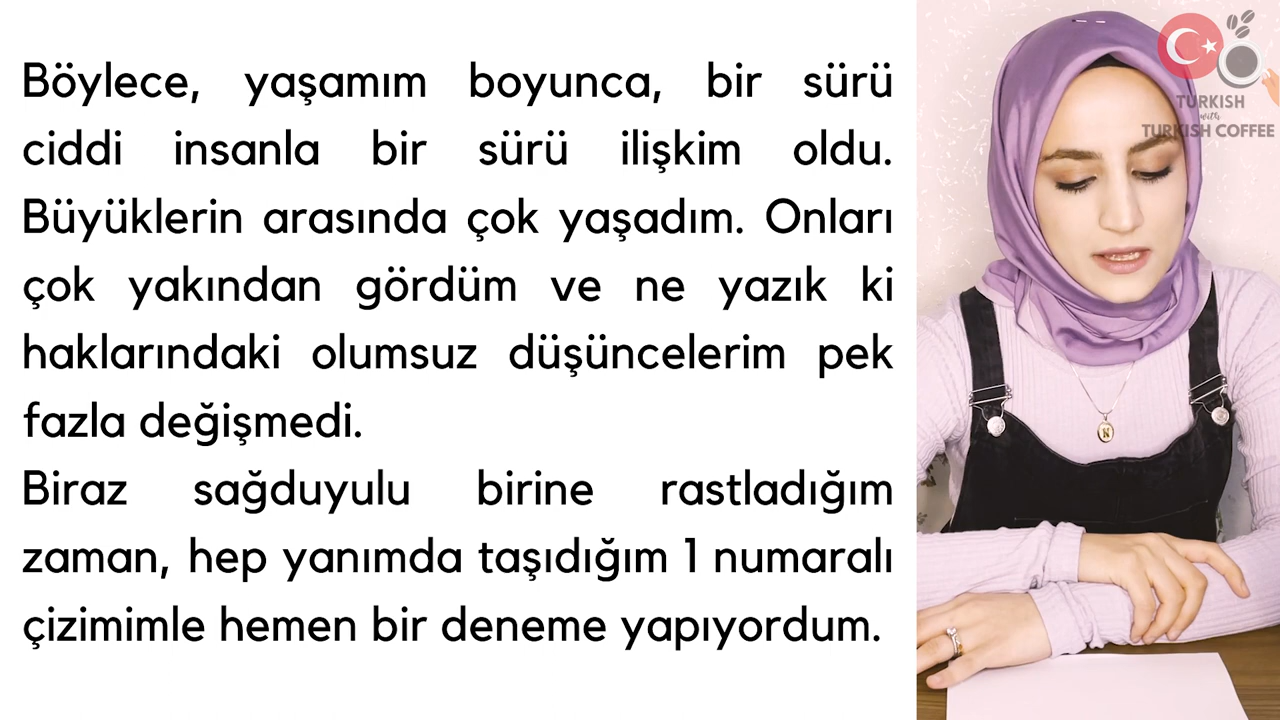 Böylece, yaşamım boyunca, bir sürü
ciddi insanla bir sürü ilişkim oldu.
Büyüklerin arasında çok yaşadım. Onları
çok yakından gördüm ve ne yazık ki
haklarındaki olumsuz düşüncelerim pek
fazla değişmedi.
Biraz sağduyulu birine rastladığım
zaman, hep yanımda taşıdığım 1 numaralı
çizimimle hemen bir deneme yapıyordum.
TURKISH
with
TURKISH COFFEE
N